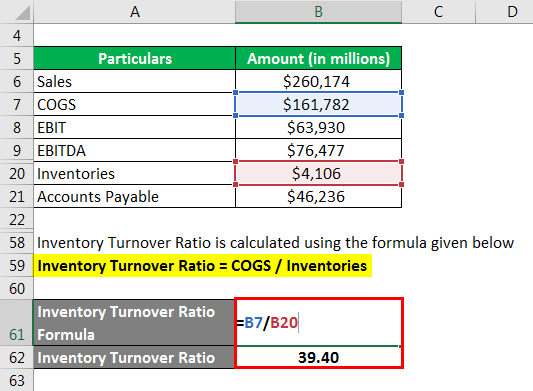 A B C D
4
5 Particulars Amount (in millions)
6 Sales $260,174
7 COGS $161,782
8 EBIT $63,930
9 EBITDA $76,477
20 Inventories $4,106
21 Accounts Payable $46,236
22
58 Inventory Turnover Ratio is calculated using the formula given below
59 Inventory Turnover Ratio = COGS / Inventories
60
Inventory Turnover Ratio
61 Formula =B7/B20
62 Inventory Turnover Ratio 39.40
63